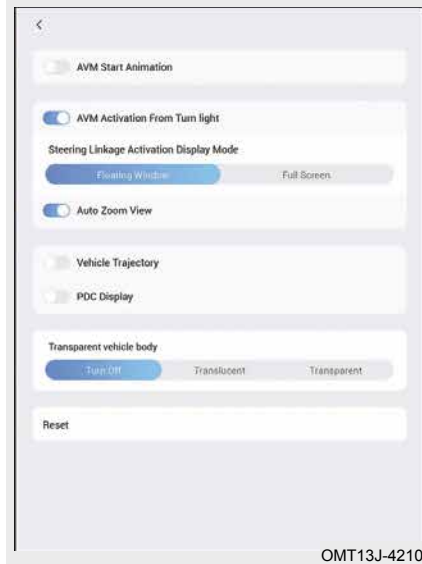 AVM Start Animation
AVM Activation From Turn light
Steering Linkage Activation Display Mode
Floating Window Full Screen
Auto Zoom View
Vehicle Trajectory
PDC Display
Transparent vehicle body
Turn Off Translucent Transparent
Reset
OMT13J-4210